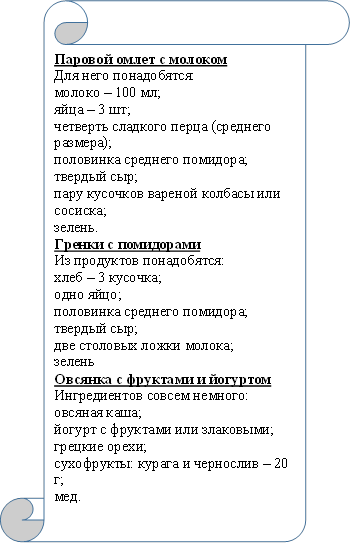 Паровой омлет с молоком
Для него понадобятся:
молоко – 100 мл;
яйца – 3 шт;
четверть сладкого перца (среднего
размера);
половинка среднего помидора;
твердый сыр;
пару кусочков вареной колбасы или
сосиска;
зелень.
Гренки с помидорами
Из продуктов понадобятся:
хлеб – 3 кусочка;
одно яйцо;
половинка среднего помидора;
твердый сыр;
две столовых ложки молока;
зелень
Овсянка с фруктами и йогуртом
Ингредиентов совсем немного:
овсяная каша;
йогурт с фруктами или злаковыми;
грецкие орехи;
сухофрукты: курага и чернослив – 20
г;
мед.